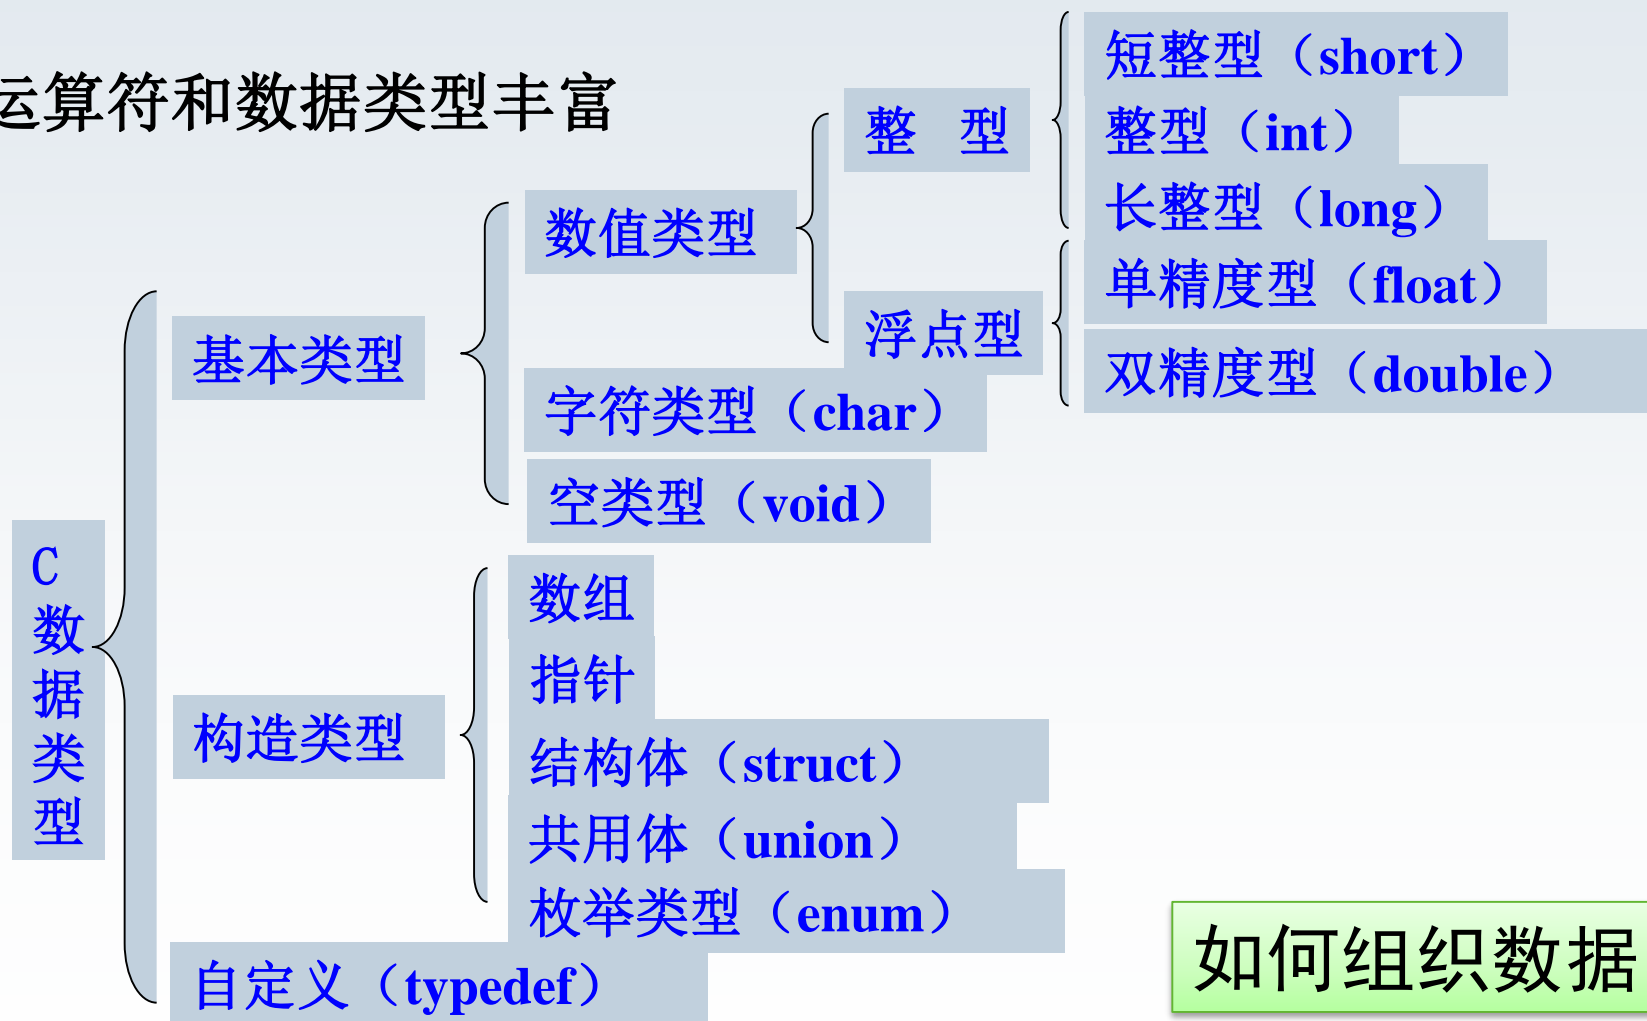 运算符和数据类型丰富
C
数
据
类
型
基本类型
数值类型
整 型
短整型（short）
整型（int）
长整型（long）
浮点型
单精度型（float）
双精度型（double）
字符类型（char）
空类型（void）
构造类型
数组
指针
结构体（struct）
共用体（union）
枚举类型（enum）
自定义（typedef）
如何组织数据